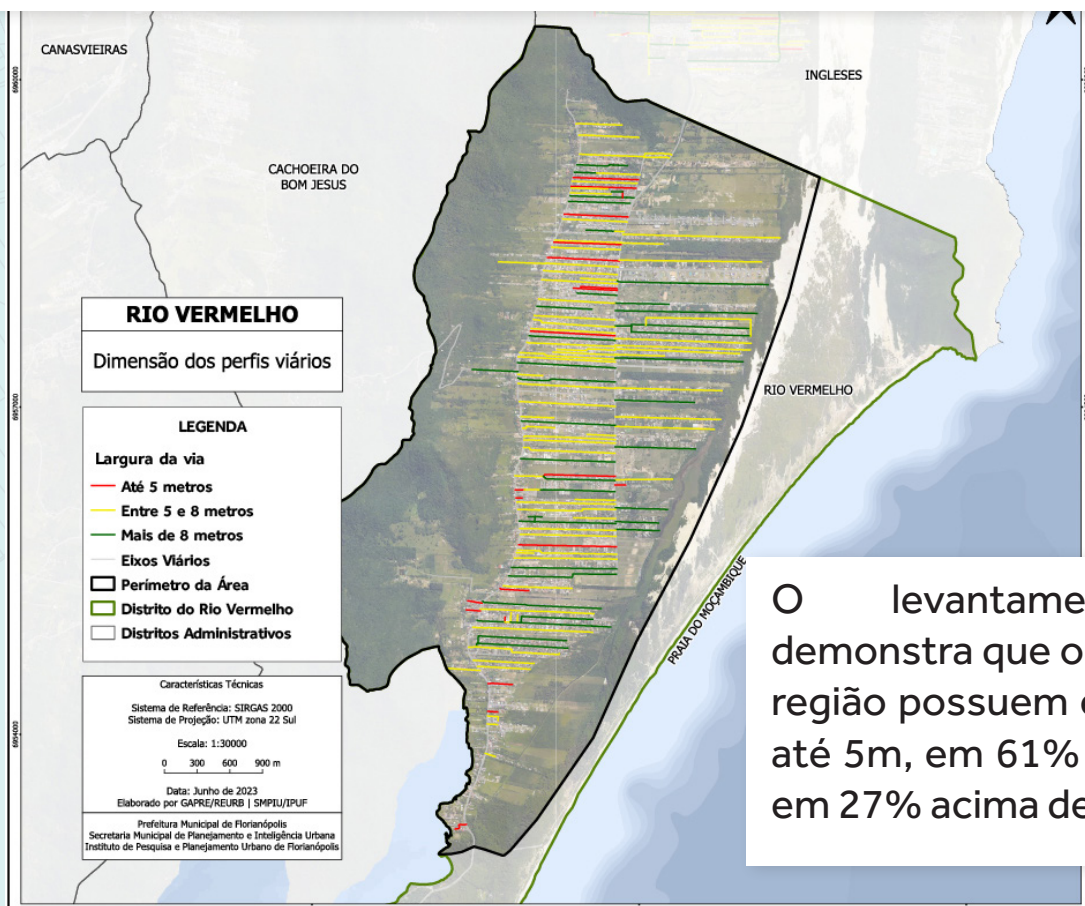 CANASVIEIRAS
INGLESES
CACHOEIRA DO
BOM JESUS
RIO VERMELHO
Dimensão dos perfis viários
RIO VERMELHO
LEGENDA
Largura da via
Até 5 metros
Entre 5 e 8 metros
Mais de 8 metros
Eixos Viários
Perímetro da Área
Distrito do Rio Vermelho
Distritos Administrativos
PRAIA DO MOÇAMBIQUE
O levantame
demonstra que o
região possuem
até 5m, em 61%
em 27% acima de
Características Técnicas
Sistema de Referência: SIRGAS 2000
Sistema de Projeção: UTM zona 22 Sul
Escala: 1:30000
0 300 600 900 m
Data: Junho de 2023
Elaborado por GAPRE/REURB | SMPIU/IPUF
Prefeitura Municipal de Florianópolis
Secretaria Municipal de Planejamento e Inteligência Urbana
Instituto de Pesquisa e Planejamento Urbano de Florianópolis
6960000
6957000
6954000